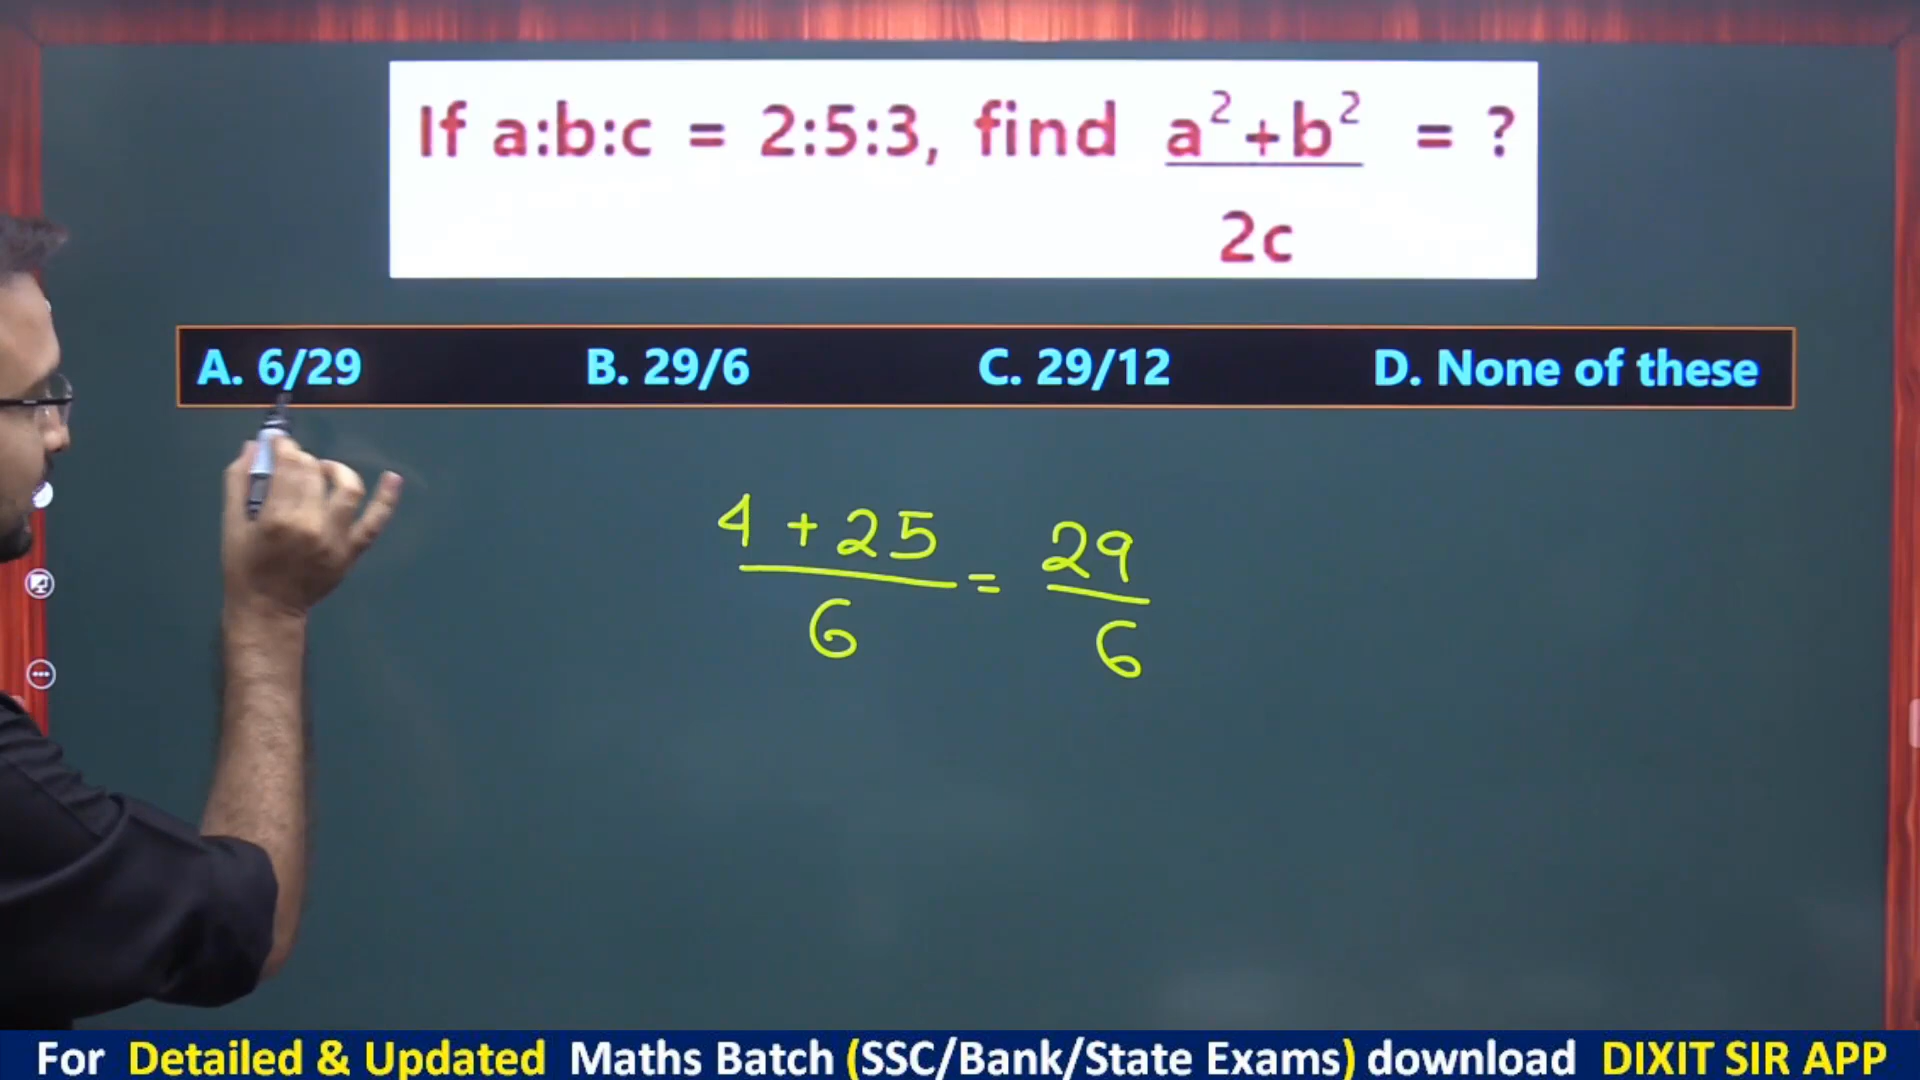 If a:b:c = 2:5:3, find a²+b² = ?
2c
A. 6/29 B. 29/6 C. 29/12 D. None of these
4 + 25 = 29
6 6
For Detailed & Updated Maths Batch (SSC/Bank/State Exams) download DIXIT SIR APP